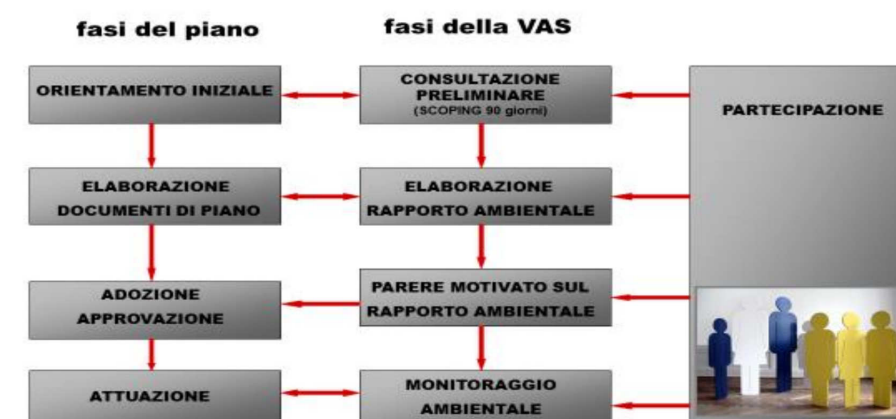 fasi del piano
fasi della VAS
ORIENTAMENTO INIZIALE
CONSULTAZIONE
PRELIMINARE
(SCOPING 90 giorni)
PARTECIPAZIONE
ELABORAZIONE
DOCUMENTI DI PIANO
ELABORAZIONE
RAPPORTO AMBIENTALE
ADOZIONE
APPROVAZIONE
PARERE MOTIVATO SUL
RAPPORTO AMBIENTALE
ATTUAZIONE
MONITORAGGIO
AMBIENTALE